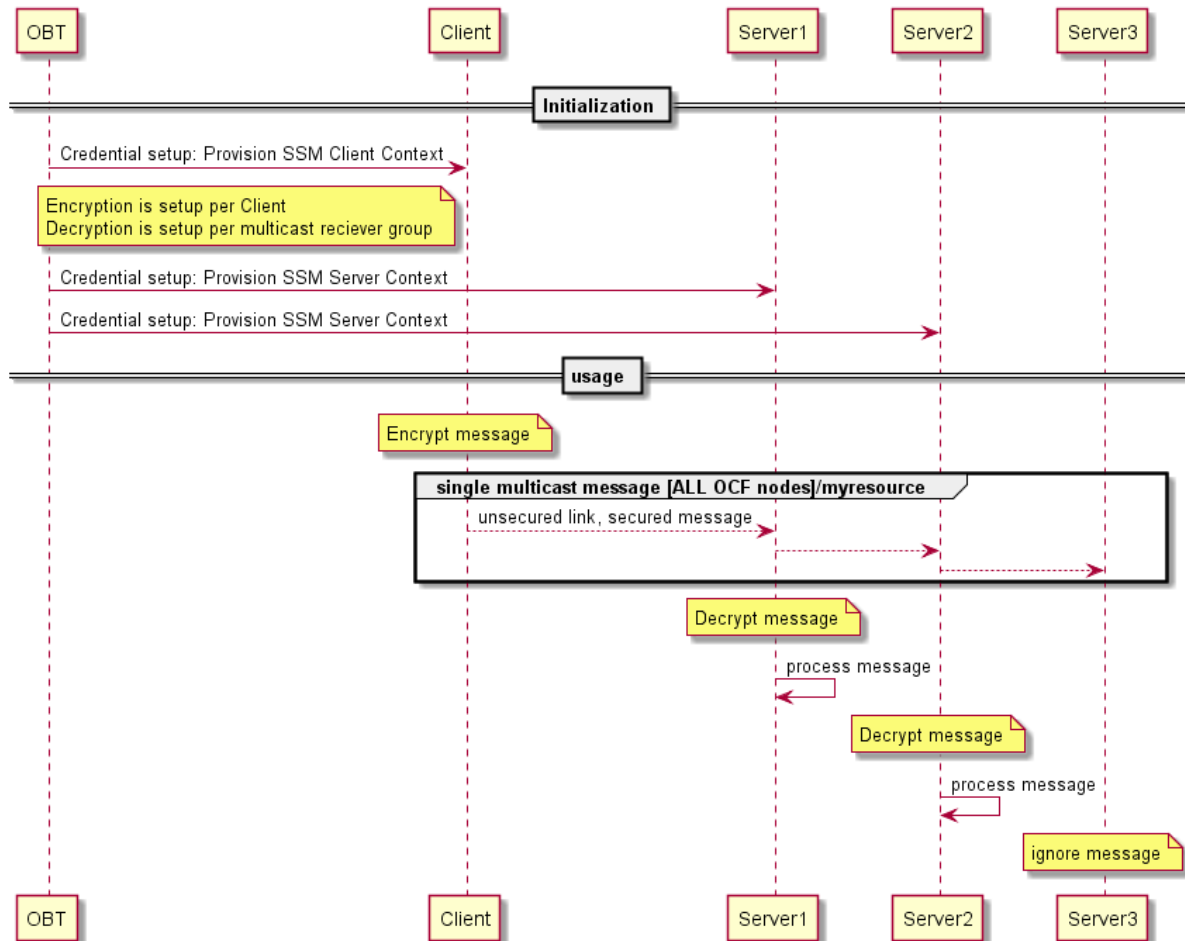 OBT Client Server1 Server2 Server3
Initialization
Credential setup: Provision SSM Client Context
Encryption is setup per Client
Decryption is setup per multicast reciever group
Credential setup: Provision SSM Server Context
Credential setup: Provision SSM Server Context
usage
Encrypt message
single multicast message [ALL OCF nodes]/myresource
unsecured link, secured message
Decrypt message
process message
Decrypt message
process message
ignore message
OBT Client Server1 Server2 Server3